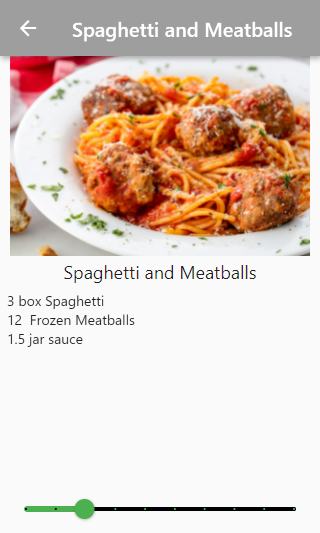 Spaghetti and Meatballs
Spaghetti and Meatballs
3 box Spaghetti
12  Frozen Meatballs
1.5 jar sauce